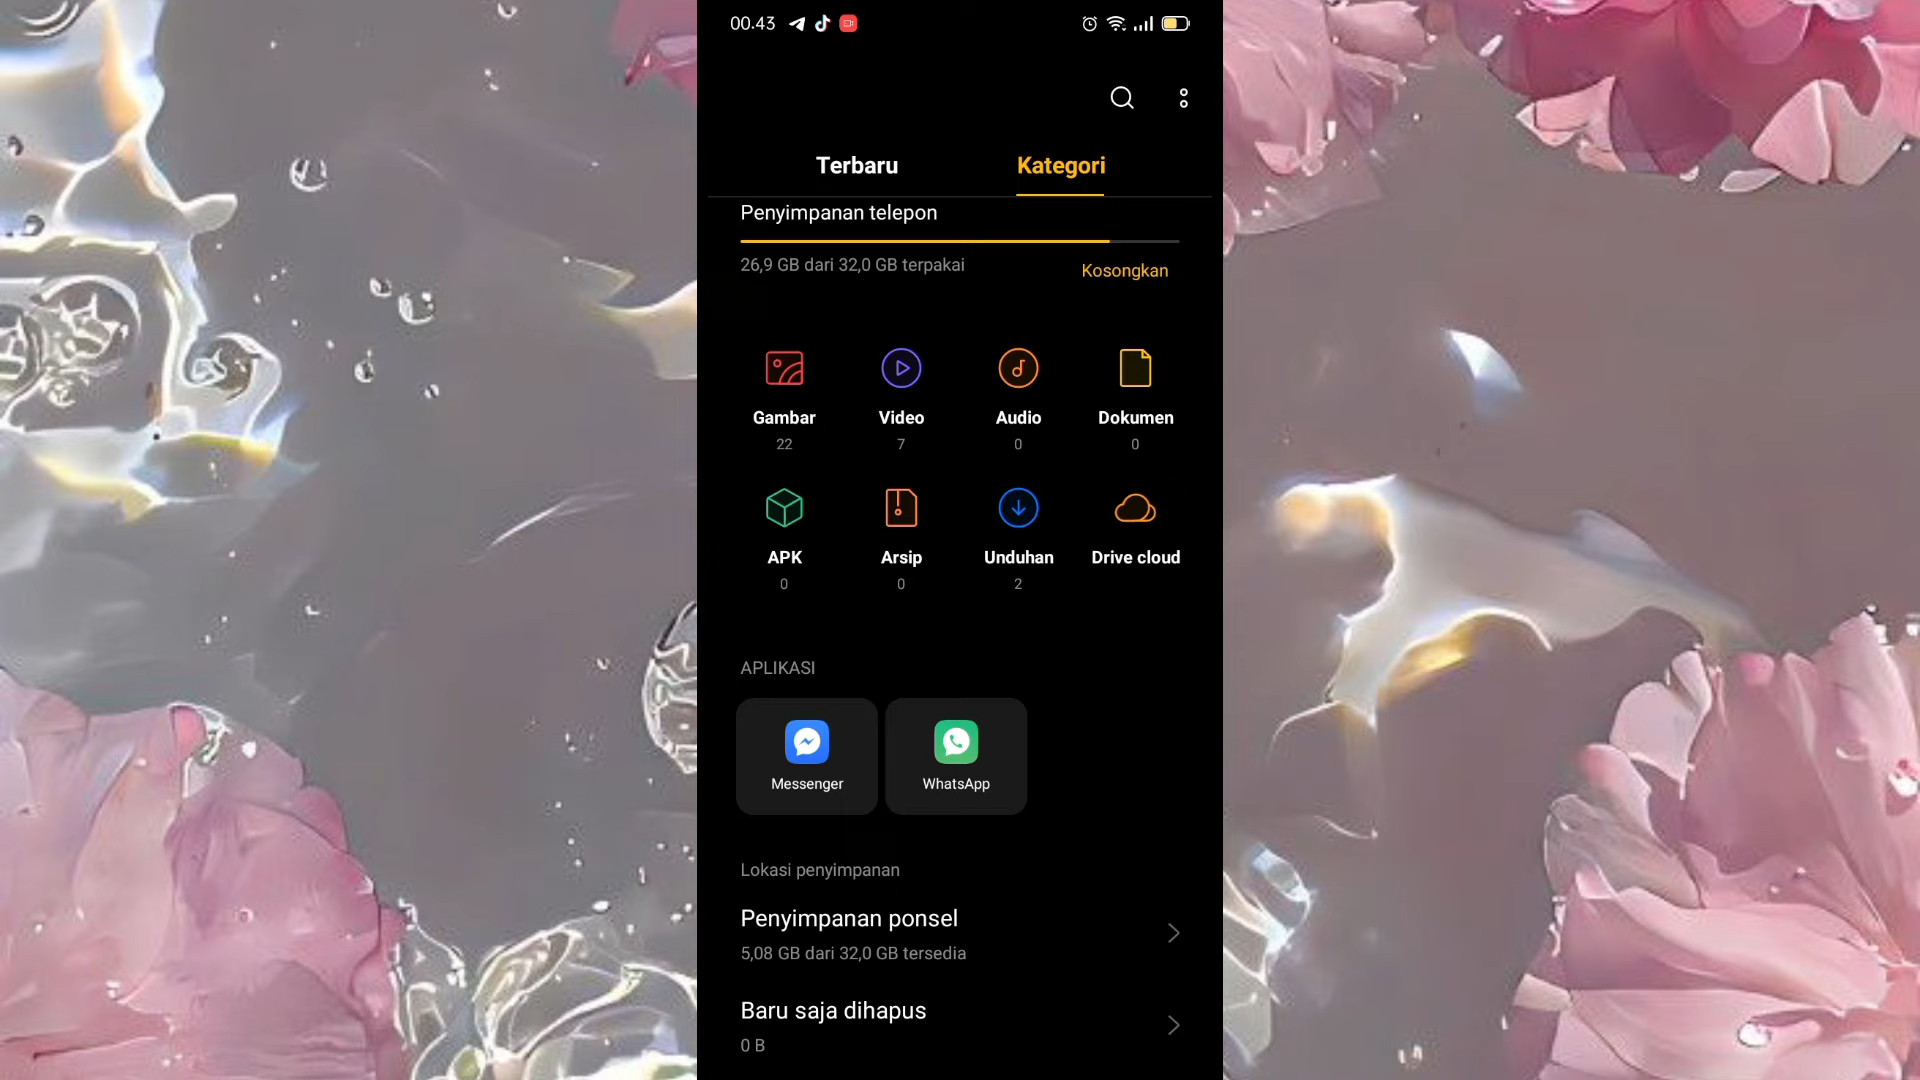 00.43
Terbaru Kategori
Penyimpanan telepon
26,9 GB dari 32,0 GB terpakai Kosongkan
Gambar Video Audio Dokumen
22 7 0 0
APK Arsip Unduhan Drive cloud
0 0 2
APLIKASI
Messenger WhatsApp
Lokasi penyimpanan
Penyimpanan ponsel
5,08 GB dari 32,0 GB tersedia
Baru saja dihapus
0 B